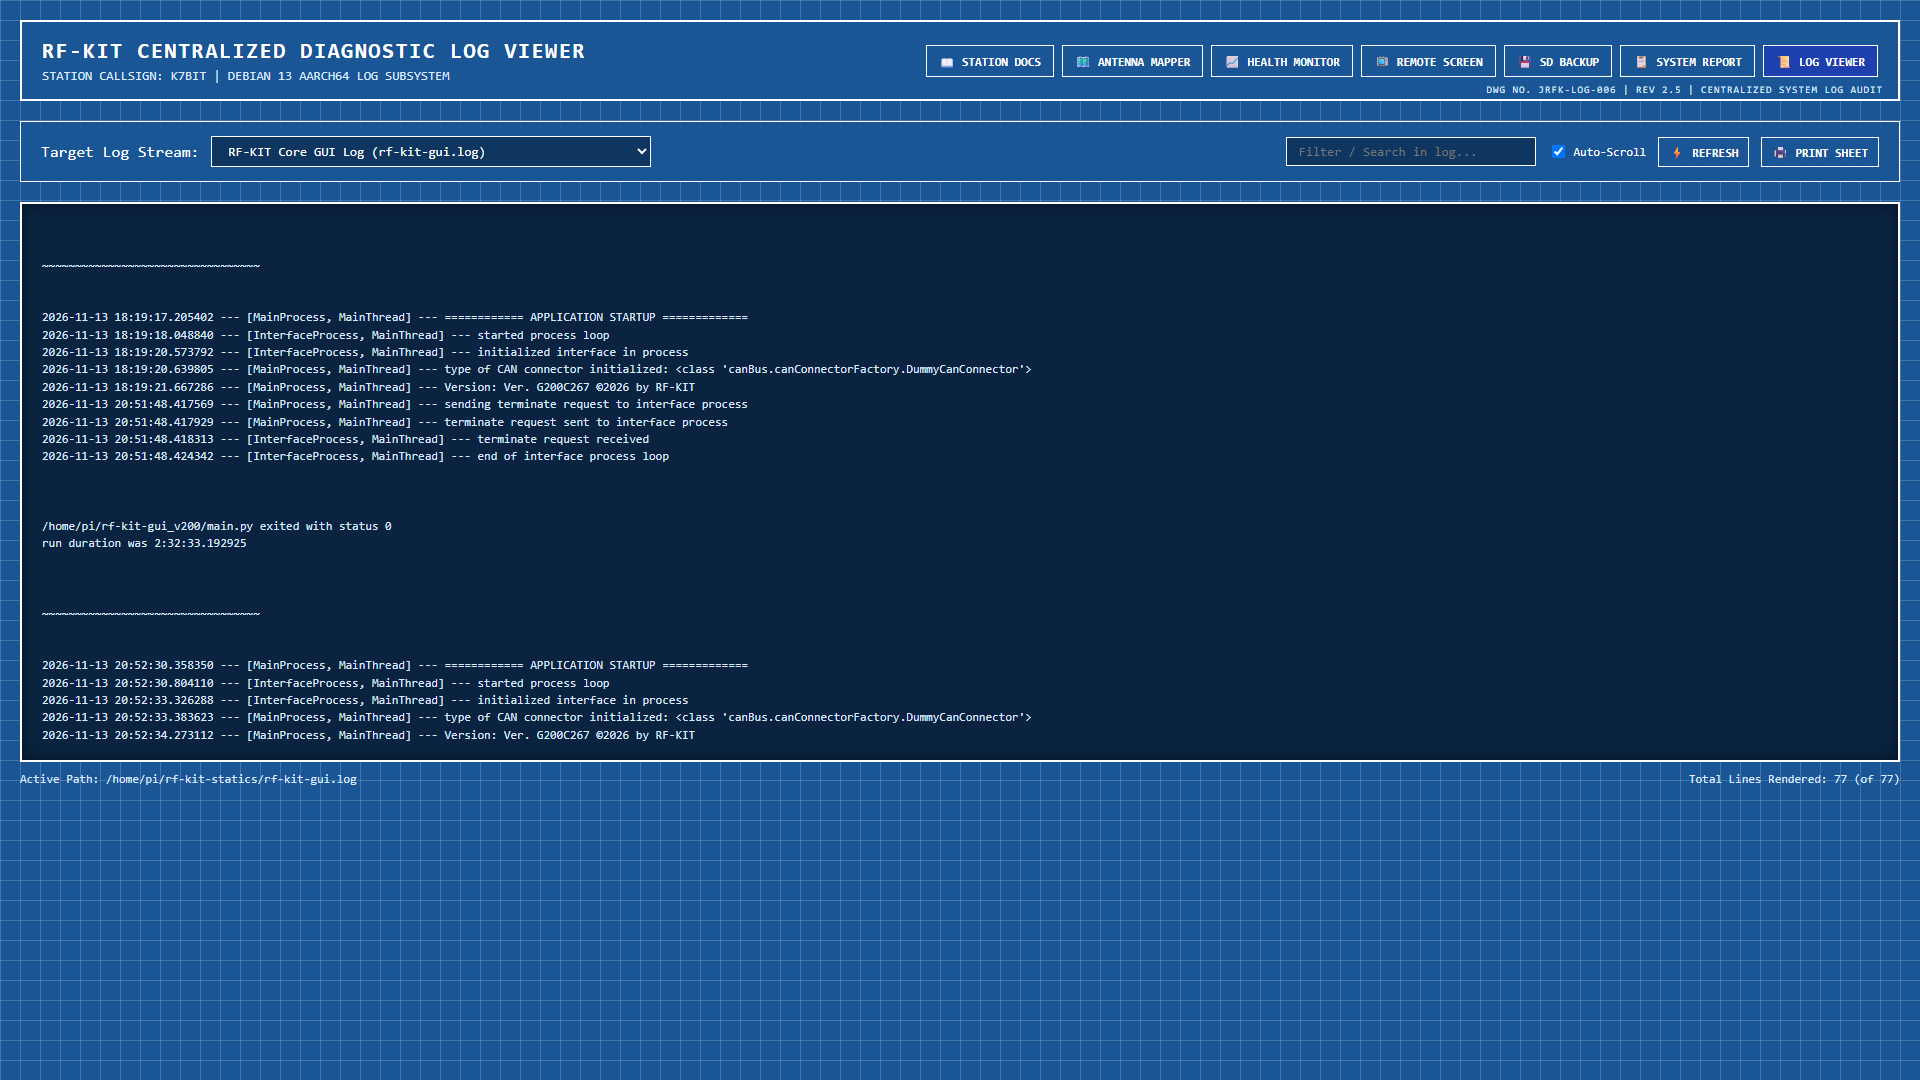 RF-KIT CENTRALIZED DIAGNOSTIC LOG VIEWER
STATION CALLSIGN: K7BIT | DEBIAN 13 AARCH64 LOG SUBSYSTEM
STATION DOCS
ANTENNA MAPPER
HEALTH MONITOR
REMOTE SCREEN
SD BACKUP
SYSTEM REPORT
LOG VIEWER
DWG NO. JRFK-LOG-006 | REV 2.5 | CENTRALIZED SYSTEM LOG AUDIT
Target Log Stream:
RF-KIT Core GUI Log (rf-kit-gui.log)
Filter / Search in log...
Auto-Scroll
REFRESH
PRINT SHEET
~~~~~~~~~~~~~~~~~~~~~~~~~~~~~~~~~
2026-11-13 18:19:17.205402 --- [MainProcess, MainThread] --- ============ APPLICATION STARTUP =============
2026-11-13 18:19:18.048840 --- [InterfaceProcess, MainThread] --- started process loop
2026-11-13 18:19:20.573792 --- [InterfaceProcess, MainThread] --- initialized interface in process
2026-11-13 18:19:20.639805 --- [MainProcess, MainThread] --- type of CAN connector initialized: <class 'canBus.canConnectorFactory.DummyCanConnector'>
2026-11-13 18:19:21.667286 --- [MainProcess, MainThread] --- Version: Ver. G200C267 ©2026 by RF-KIT
2026-11-13 20:51:48.417569 --- [MainProcess, MainThread] --- sending terminate request to interface process
2026-11-13 20:51:48.417929 --- [MainProcess, MainThread] --- terminate request sent to interface process
2026-11-13 20:51:48.418313 --- [InterfaceProcess, MainThread] --- terminate request received
2026-11-13 20:51:48.424342 --- [InterfaceProcess, MainThread] --- end of interface process loop
/home/pi/rf-kit-gui_v200/main.py exited with status 0
run duration was 2:32:33.192925
~~~~~~~~~~~~~~~~~~~~~~~~~~~~~~~~~
2026-11-13 20:52:30.358350 --- [MainProcess, MainThread] --- ============ APPLICATION STARTUP =============
2026-11-13 20:52:30.804110 --- [InterfaceProcess, MainThread] --- started process loop
2026-11-13 20:52:33.326288 --- [InterfaceProcess, MainThread] --- initialized interface in process
2026-11-13 20:52:33.383623 --- [MainProcess, MainThread] --- type of CAN connector initialized: <class 'canBus.canConnectorFactory.DummyCanConnector'>
2026-11-13 20:52:34.273112 --- [MainProcess, MainThread] --- Version: Ver. G200C267 ©2026 by RF-KIT
Active Path: /home/pi/rf-kit-statics/rf-kit-gui.log
Total Lines Rendered: 77 (of 77)